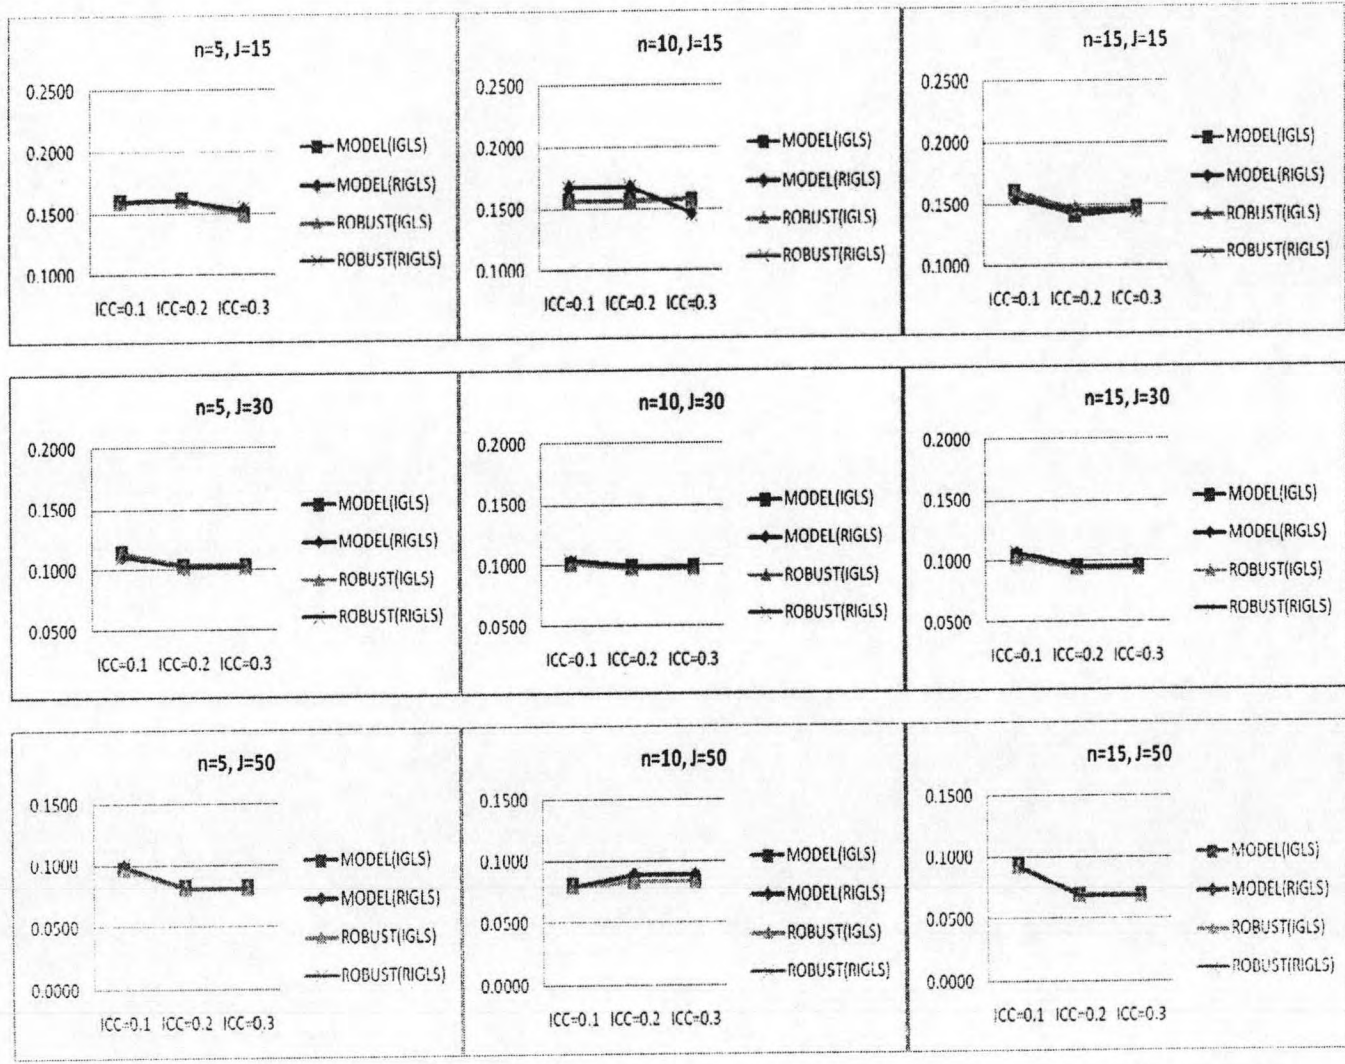 n=5, J=15
0.2500
0.2000
0.1500
0.1000
ICC=0.1 ICC=0.2 ICC=0.3
MODEL(IGLS)
MODEL(RIGLS)
ROBUST(IGLS)
ROBUST(RIGLS)
n=10, J=15
0.2500
0.2000
0.1500
0.1000
ICC=0.1 ICC=0.2 ICC=0.3
MODEL(IGLS)
MODEL(RIGLS)
ROBUST(IGLS)
ROBUST(RIGLS)
n=15, J=15
0.2500
0.2000
0.1500
0.1000
ICC=0.1 ICC=0.2 ICC=0.3
MODEL(IGLS)
MODEL(RIGLS)
ROBUST(IGLS)
ROBUST(RIGLS)
n=5, J=30
0.2000
0.1500
0.1000
0.0500
ICC=0.1 ICC=0.2 ICC=0.3
MODEL(IGLS)
MODEL(RIGLS)
ROBUST(IGLS)
ROBUST(RIGLS)
n=10, J=30
0.2000
0.1500
0.1000
0.0500
ICC=0.1 ICC=0.2 ICC=0.3
MODEL(IGLS)
MODEL(RIGLS)
ROBUST(IGLS)
ROBUST(RIGLS)
n=15, J=30
0.2000
0.1500
0.1000
0.0500
ICC=0.1 ICC=0.2 ICC=0.3
MODEL(IGLS)
MODEL(RIGLS)
ROBUST(IGLS)
ROBUST(RIGLS)
n=5, J=50
0.1500
0.1000
0.0500
0.0000
ICC=0.1 ICC=0.2 ICC=0.3
MODEL(IGLS)
MODEL(RIGLS)
ROBUST(IGLS)
ROBUST(RIGLS)
n=10, J=50
0.1500
0.1000
0.0500
0.0000
ICC=0.1 ICC=0.2 ICC=0.3
MODEL(IGLS)
MODEL(RIGLS)
ROBUST(IGLS)
ROBUST(RIGLS)
n=15, J=50
0.1500
0.1000
0.0500
0.0000
ICC=0.1 ICC=0.2 ICC=0.3
MODEL(IGLS)
MODEL(RIGLS)
ROBUST(IGLS)
ROBUST(RIGLS)